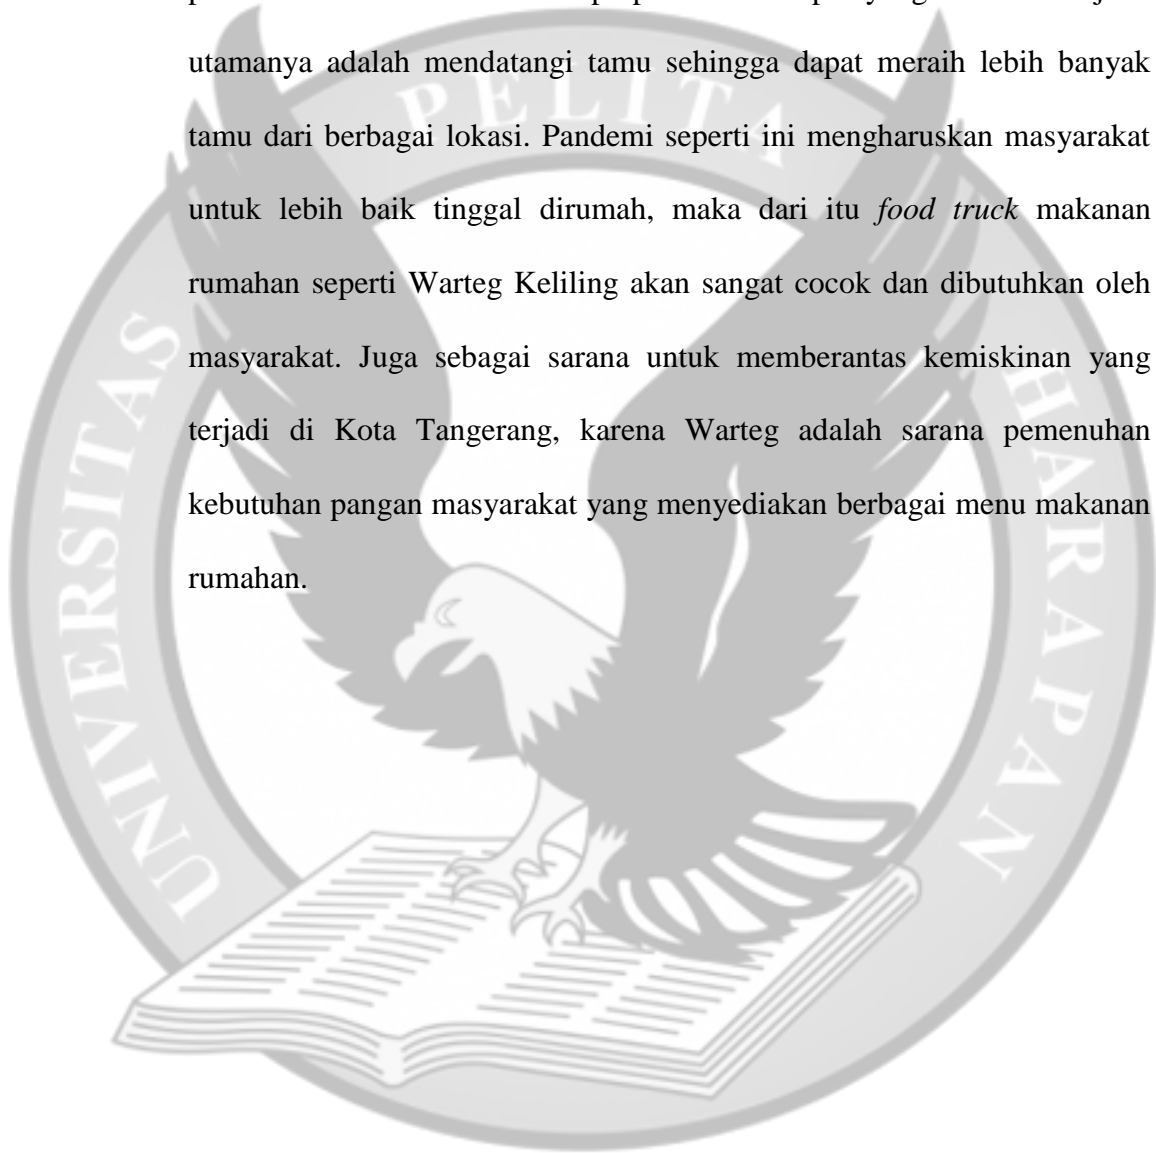 utamanya adalah mendatangi tamu sehingga dapat meraih lebih banyak
tamu dari berbagai lokasi. Pandemi seperti ini mengharuskan masyarakat
untuk lebih baik tinggal dirumah, maka dari itu food truck makanan
rumahan seperti Warteg Keliling akan sangat cocok dan dibutuhkan oleh
masyarakat. Juga sebagai sarana untuk memberantas kemiskinan yang
terjadi di Kota Tangerang, karena Warteg adalah sarana pemenuhan
kebutuhan pangan masyarakat yang menyediakan berbagai menu makanan
rumahan.
UNIVERSITAS PELITA HARAPAN